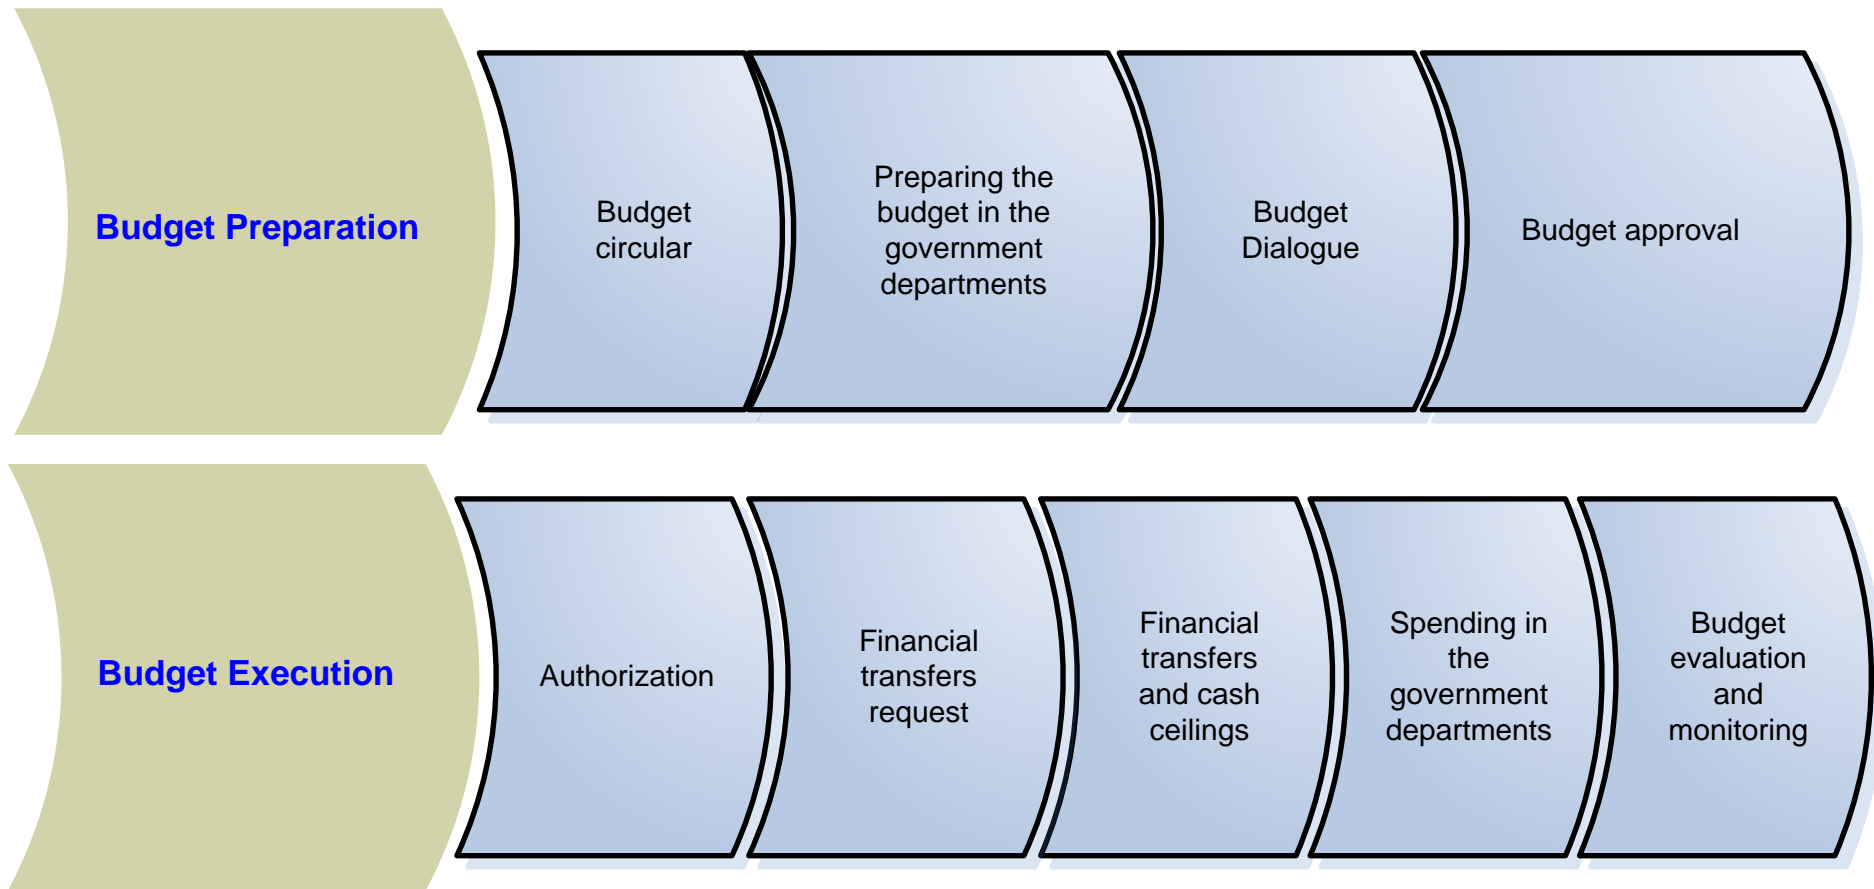 Budget Preparation
Budget
circular
Preparing the
budget in the
government
departments
Budget
Dialogue
Budget approval
Budget Execution
Authorization
Financial
transfers
request
Financial
transfers
and cash
ceilings
Spending in
the
government
departments
Budget
evaluation
and
monitoring